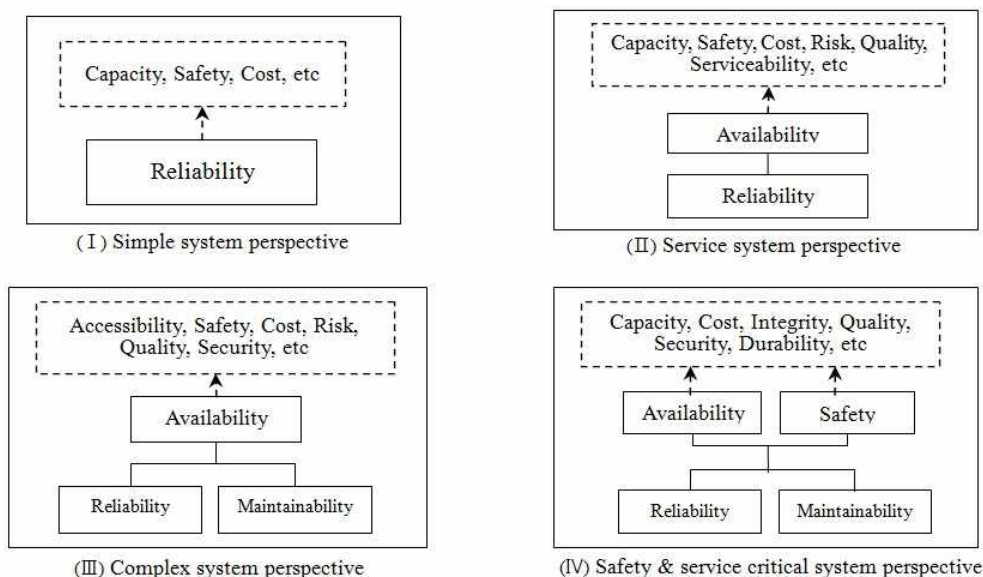 Capacity, Safety, Cost, etc
Reliability
(Ⅰ) Simple system perspective
Capacity, Safety, Cost, Risk, Quality,
Serviceability, etc
Availability
Reliability
(Ⅱ) Service system perspective
Accessibility, Safety, Cost, Risk,
Quality, Security, etc
Availability
Reliability
Maintainability
(Ⅲ) Complex system perspective
Capacity, Cost, Integrity, Quality,
Security, Durability, etc
Availability
Safety
Reliability
Maintainability
(Ⅳ) Safety & service critical system perspective